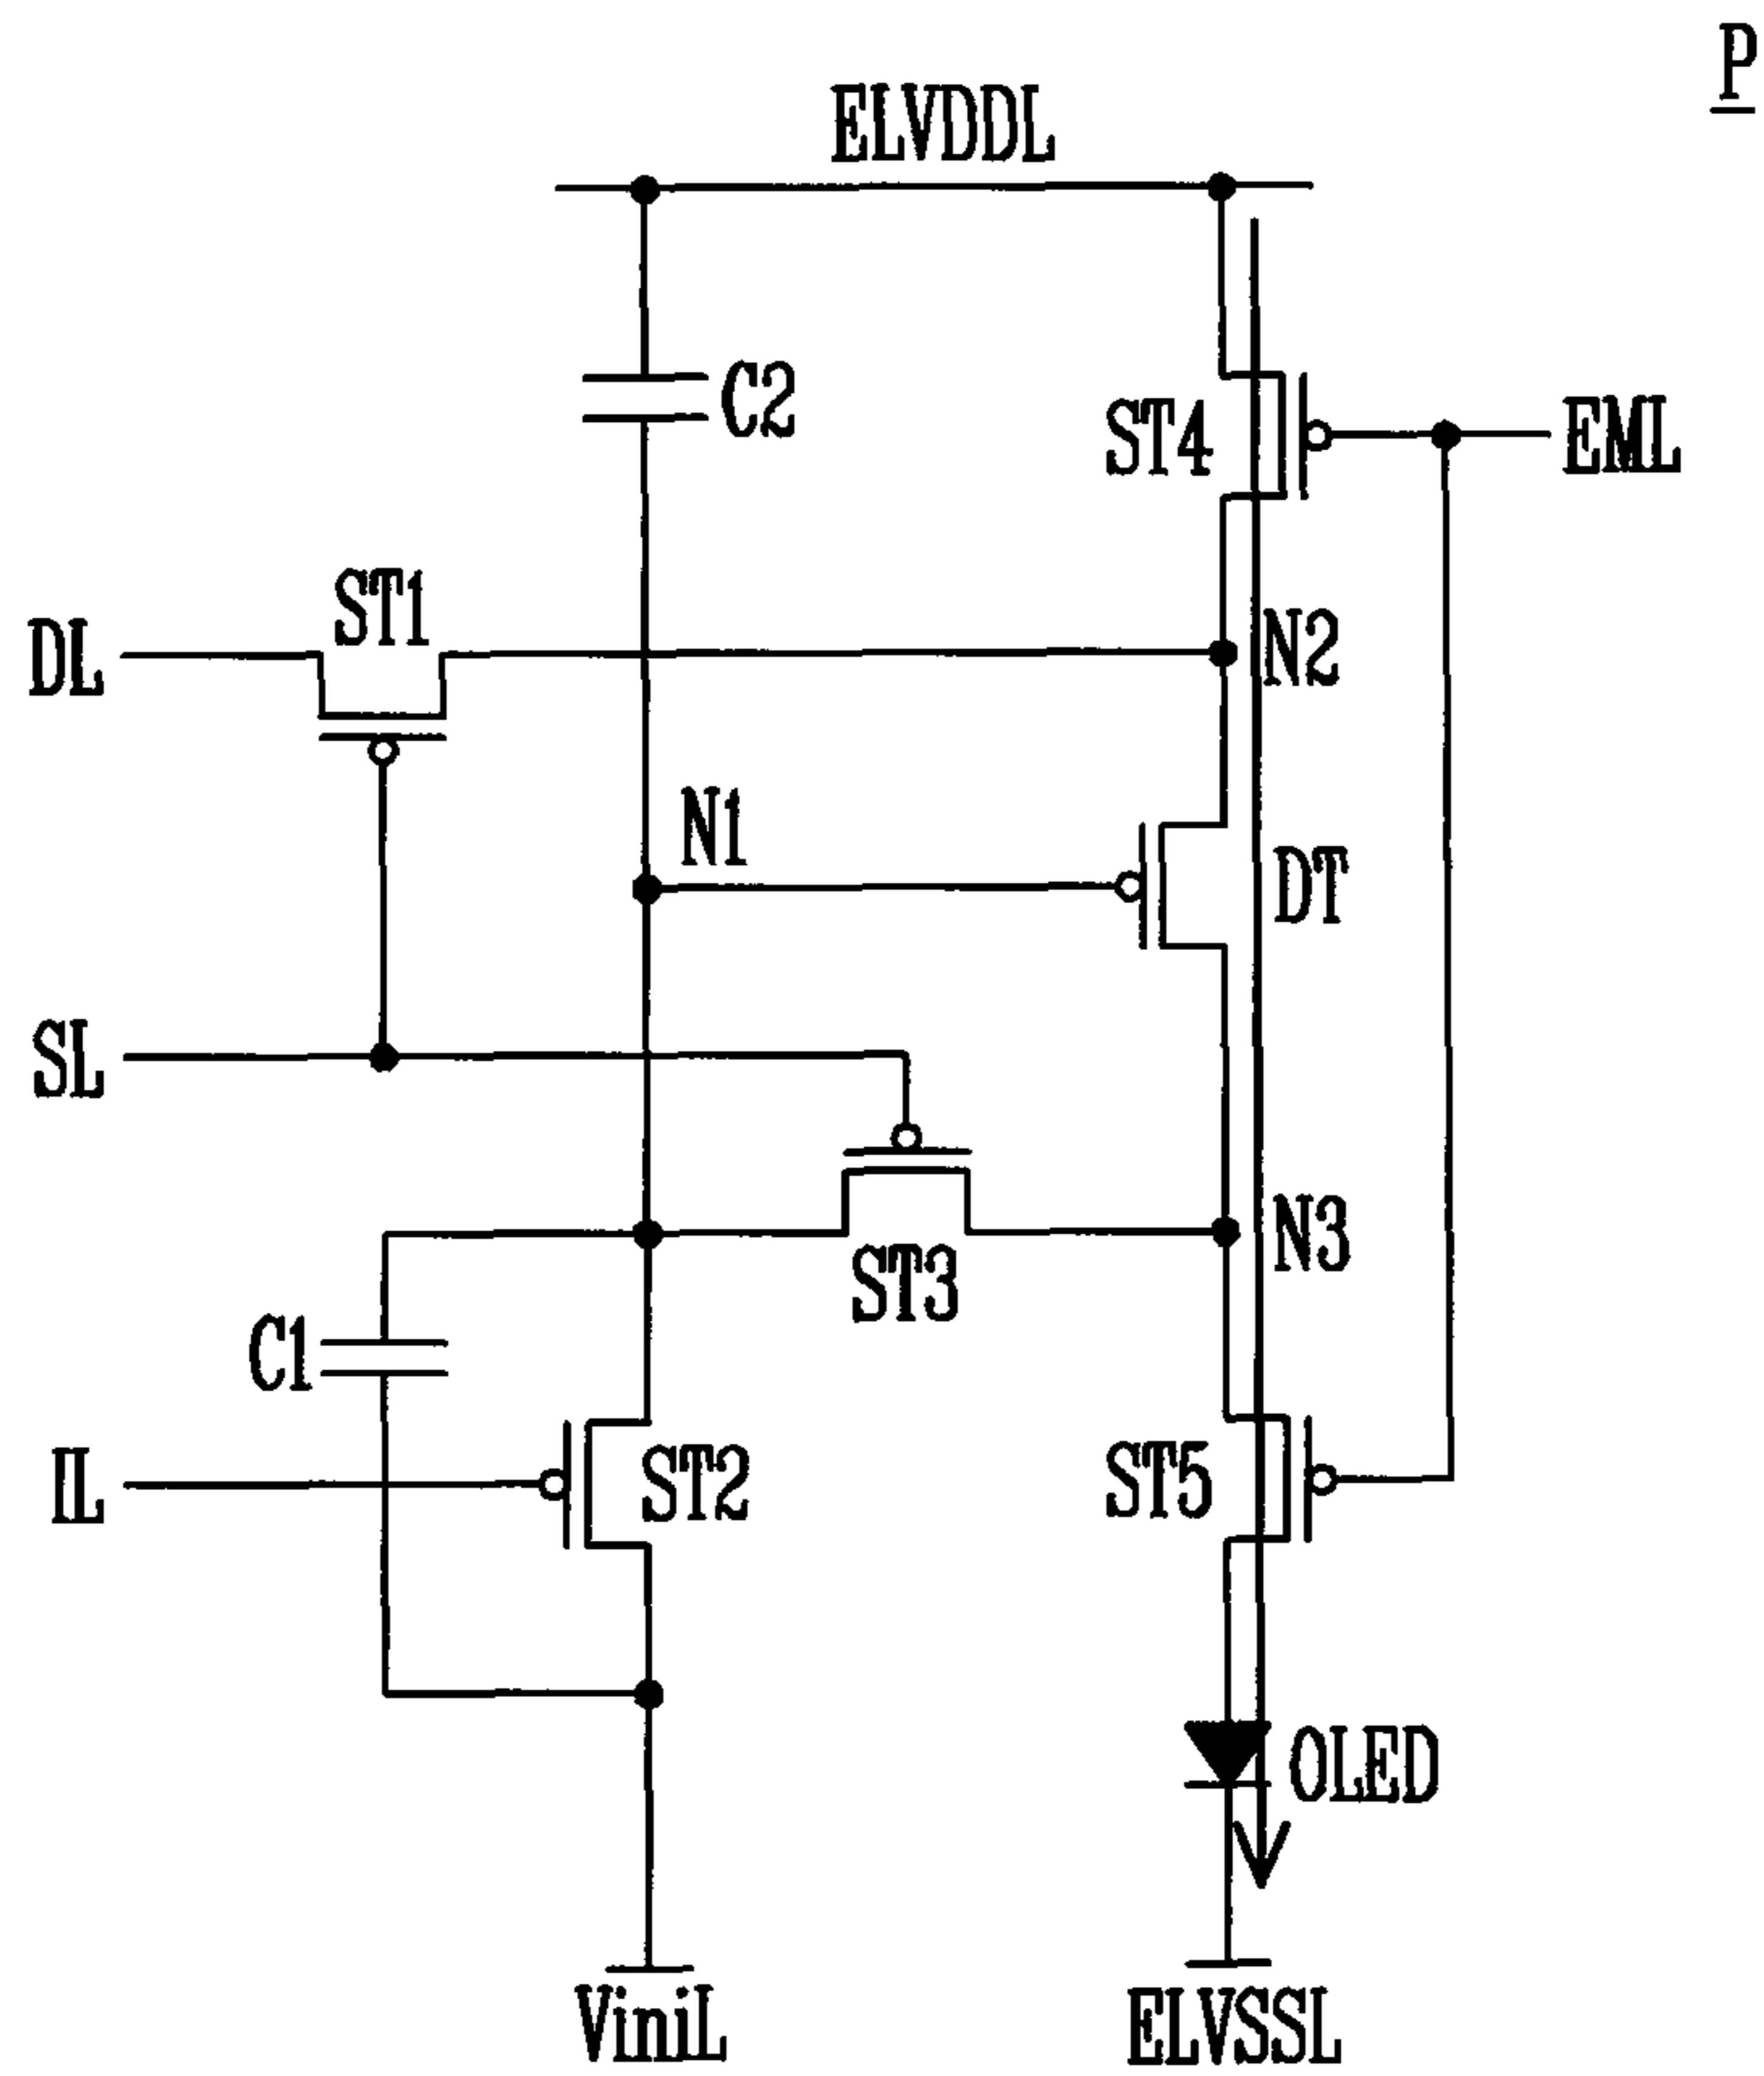 P
ELVDDL
C2
ST4
EML
ST1
DL
N2
N1
DT
SL
N3
ST3
C1
IL
ST2
ST5
OLED
ViniL
ELVSSL